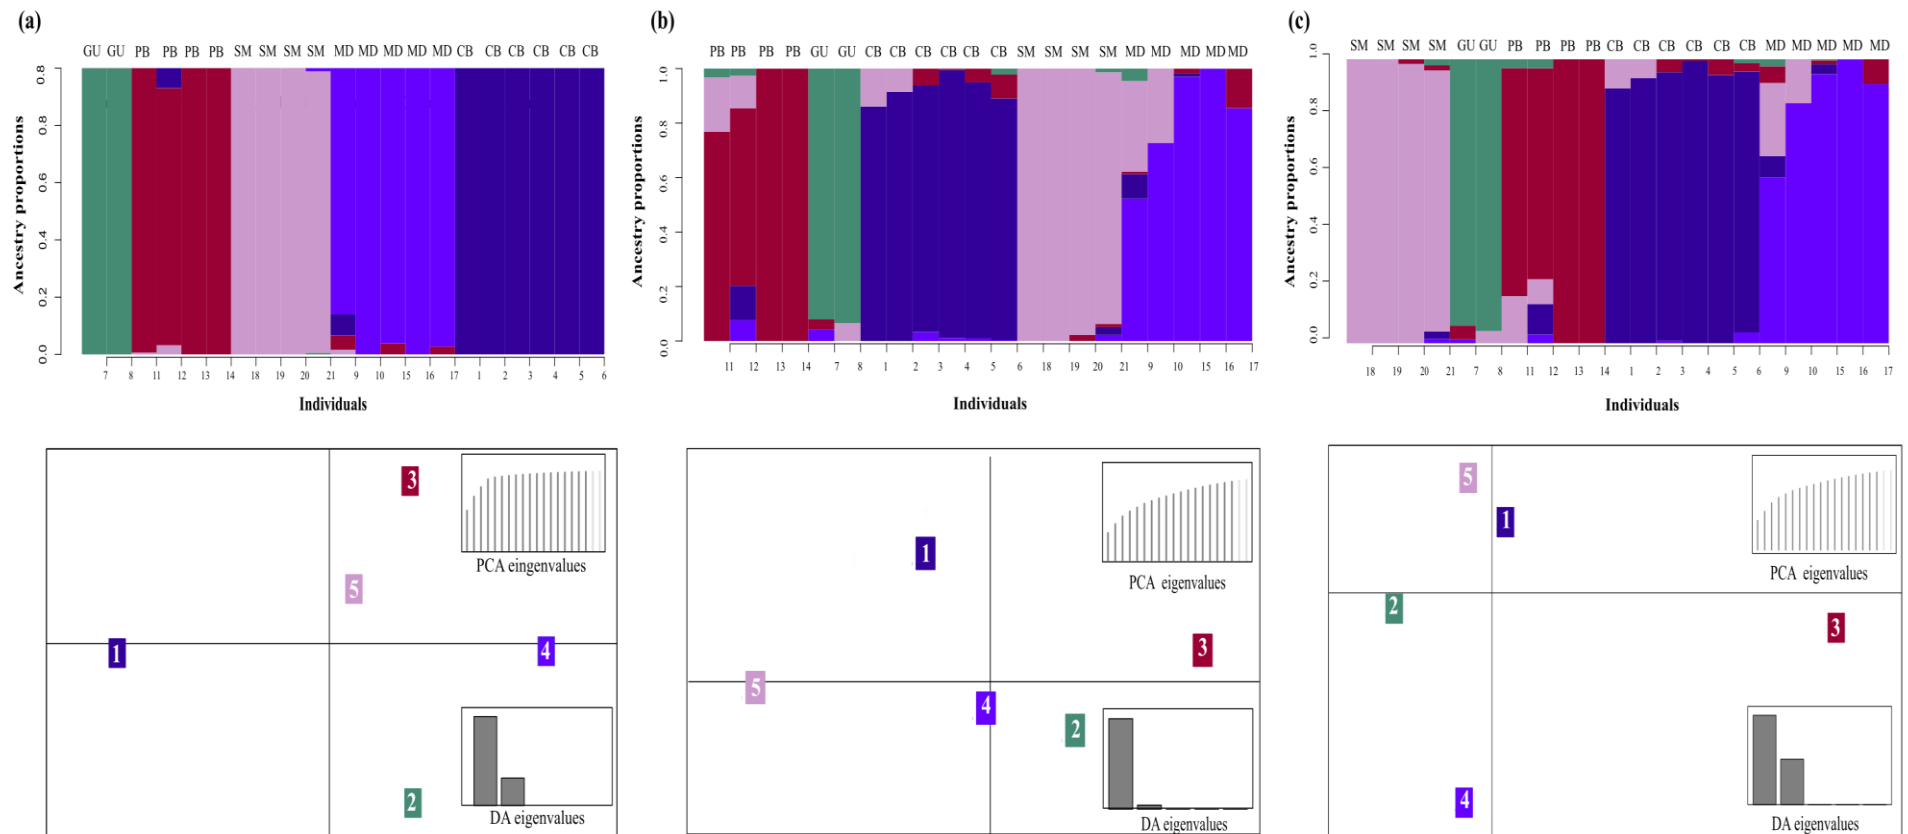 (a)
GU GU PB PB PB PB SM SM SM SM MD MD MD MD MD CB CB CB CB CB CB
0.8
0.8
0.6
0.4
0.2
0.0
Ancestry proportions
7 8 11 12 13 14 18 19 20 21 9 10 15 16 17 1 2 3 4 5 6
Individuals
(b)
PB PB PB PB GU GU CB CB CB CB CB CB SM SM SM SM MD MD MD MD MD
1.0
0.8
0.6
0.4
0.2
0.0
Ancestry proportions
11 12 13 14 7 8 1 2 3 4 5 6 18 19 20 21 9 10 15 16 17
Individuals
(c)
SM SM SM SM GU GU PB PB PB PB CB CB CB CB CB CB MD MD MD MD MD
1.0
0.8
0.6
0.4
0.2
0.0
Ancestry proportions
18 19 20 21 7 8 11 12 13 14 1 2 3 4 5 6 9 10 15 16 17
Individuals
3
5
1
4
2
PCA eingenvalues
DA eigenvalues
1
3
5
4
2
PCA eigenvalues
DA eigenvalues
5
1
2
3
4
PCA eigenvalues
DA eigenvalues